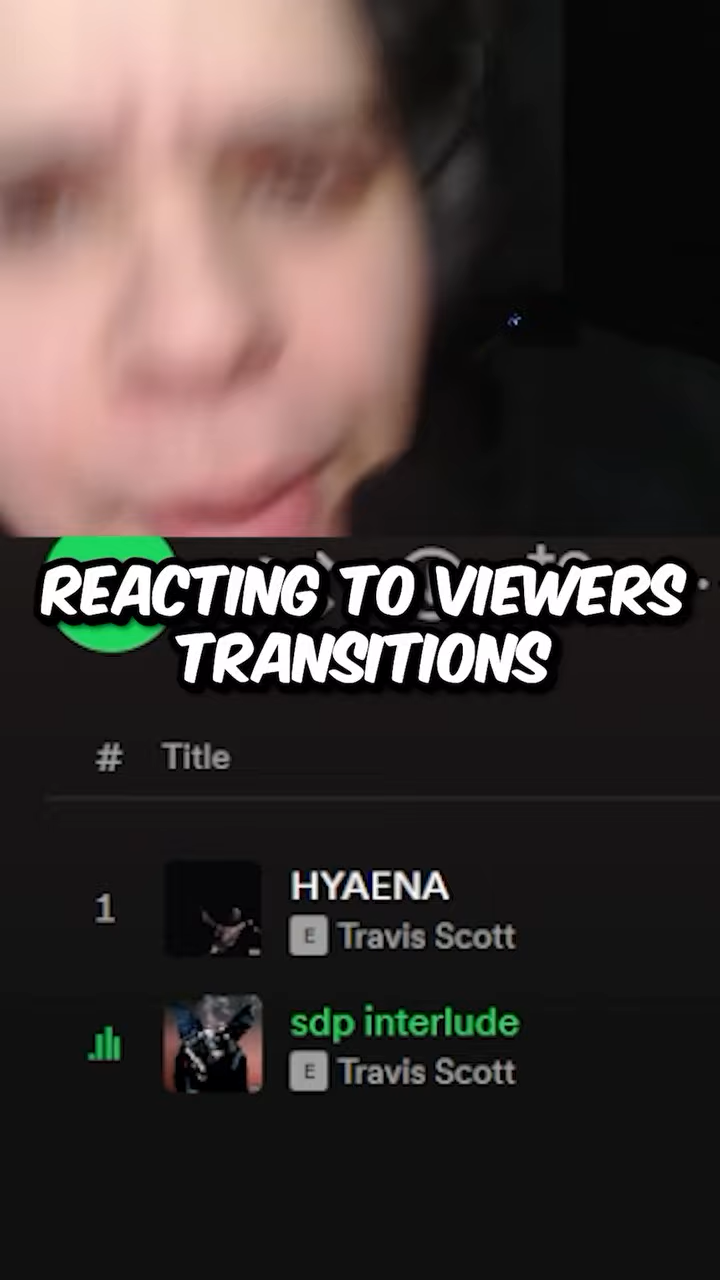 REACTING TO VIEWERS
TRANSITIONS
# Title
1
HYAENA
E Travis Scott
sdp interlude
E Travis Scott